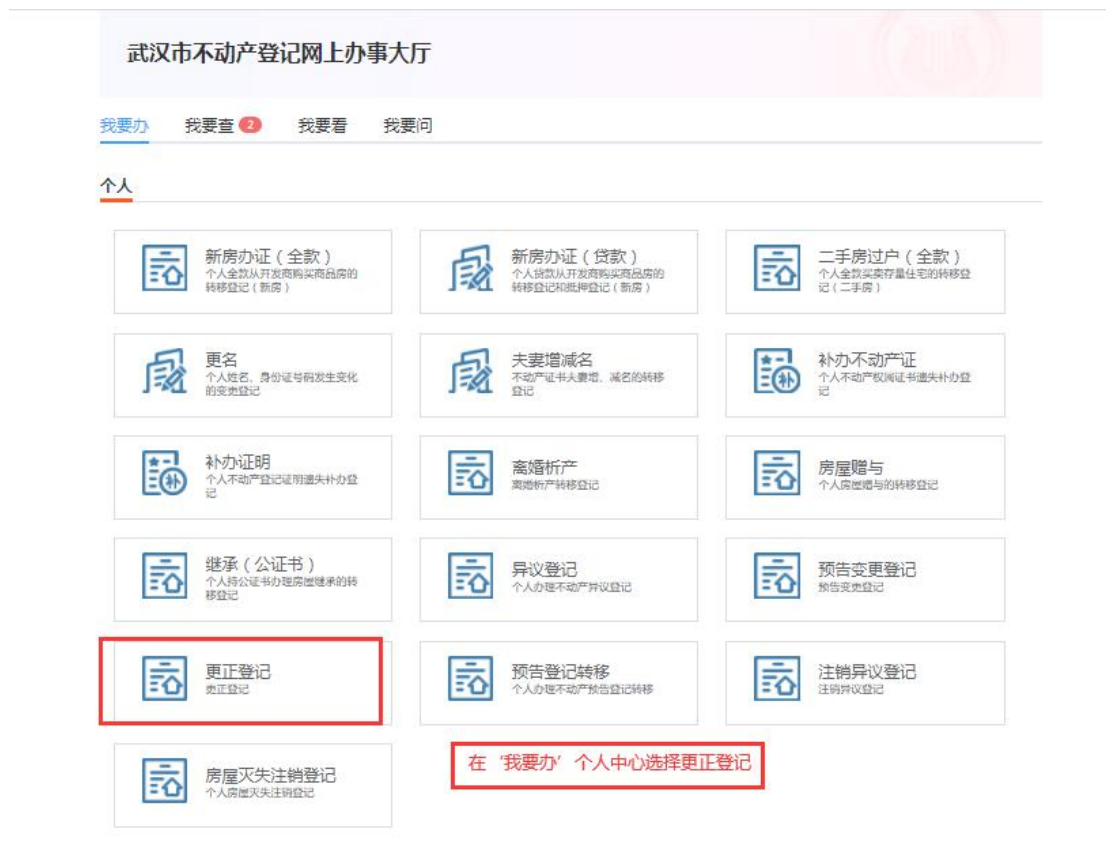 武汉市不动产登记网上办事大厅
我要办 我要查 2 我要看 我要问
个人
新房办证（全款）
个人全款从开发商购买商品房的
转移登记（新房）
新房办证（贷款）
个人贷款从开发商购买商品房的
转移登记和抵押登记（新房）
二手房过户（全款）
个人全款买卖存量住宅的转移登
记（二手房）
更名
个人姓名、身份证号码发生变化
的变更登记
夫妻增减名
不动产证书夫妻增、减名的转移
登记
补办不动产证
个人不动产权属证书遗失补办登
记
补办证明
个人不动产登记证明遗失补办登
记
离婚析产
离婚析产转移登记
房屋赠与
个人房屋赠与的转移登记
继承（公证书）
个人持公证书办理房屋继承的转
移登记
异议登记
个人办理不动产异议登记
预告变更登记
预告变更登记
更正登记
更正登记
预告登记转移
个人办理不动产预告登记转移
注销异议登记
注销异议登记
房屋灭失注销登记
个人房屋灭失注销登记
在‘我要办’个人中心选择更正登记